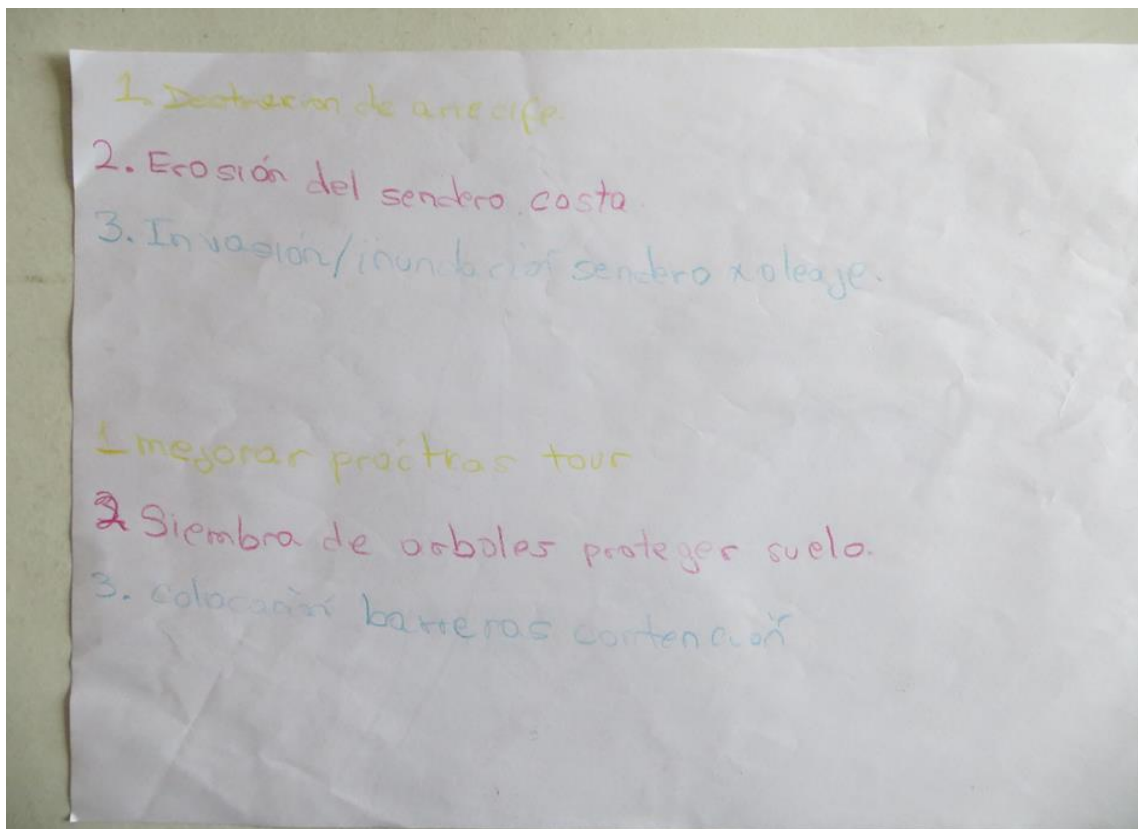 1. Destruccion de arrecife.
2. Erosión del sendero costa.
3. Invasión/inundación sendero x oleaje.
1 mejorar practicas tour
2 Siembra de arboles proteger suelo.
3. colocación barreras contención